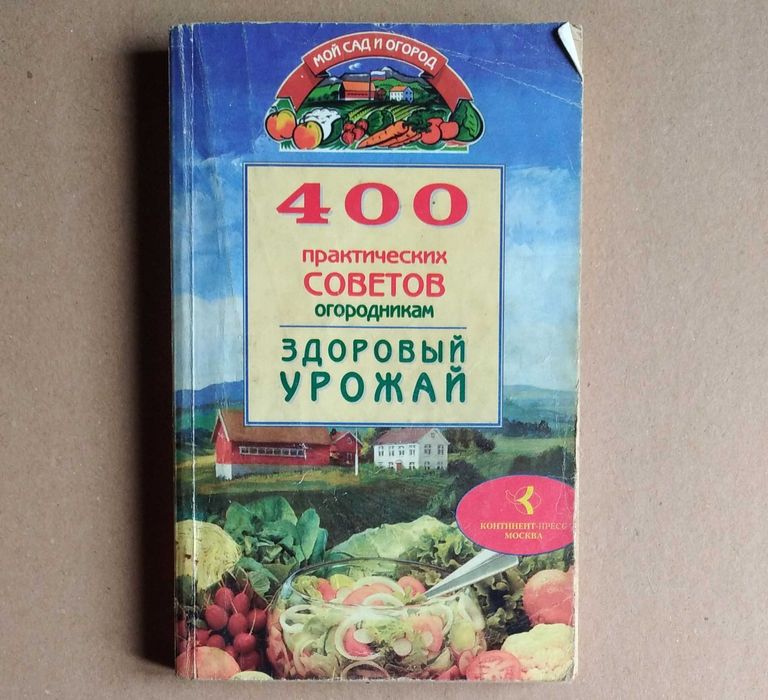 МОЙ САД И ОГОРОД
400
практических
СОВЕТОВ
огородникам
ЗДОРОВЫЙ
УРОЖАЙ
КОНТИНЕНТ-ПРЕСС
МОСКВА